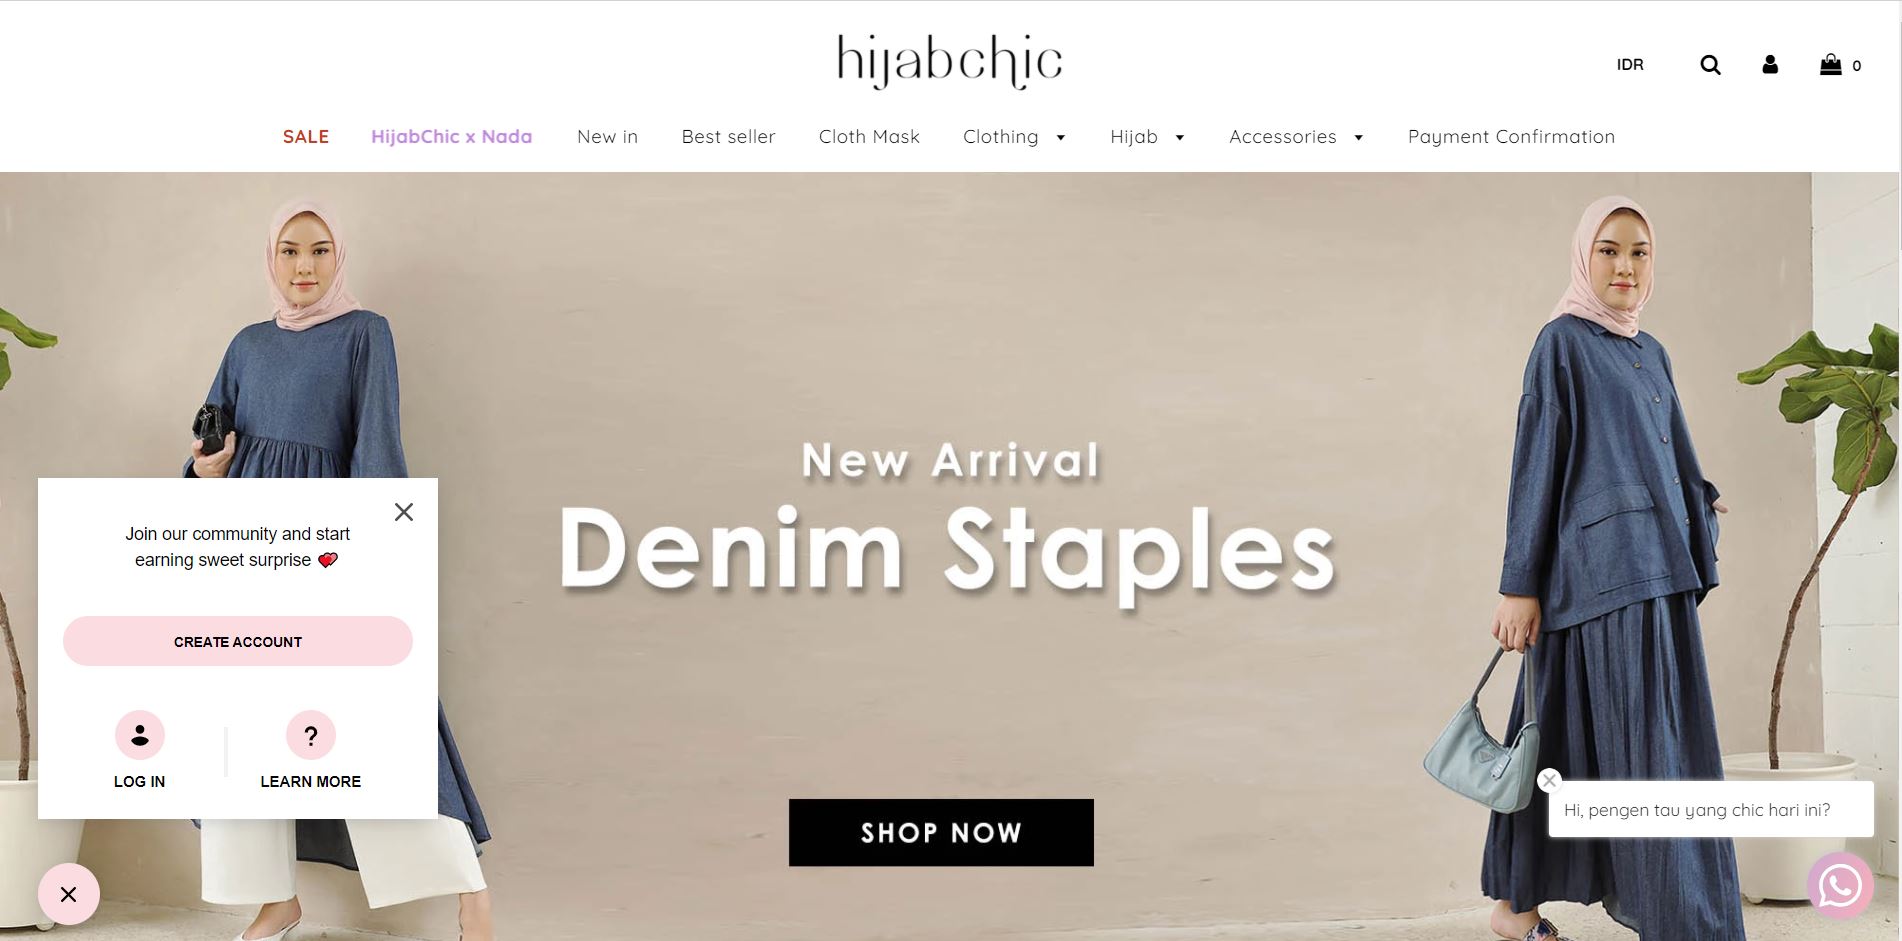 hijabchic
IDR
0
SALE
HijabChic x Nada
New in
Best seller
Cloth Mask
Clothing
Hijab
Accessories
Payment Confirmation
New Arrival
Denim Staples
SHOP NOW
Join our community and start
earning sweet surprise 💕
CREATE ACCOUNT
?
LOG IN
LEARN MORE
Hi, pengen tau yang chic hari ini?